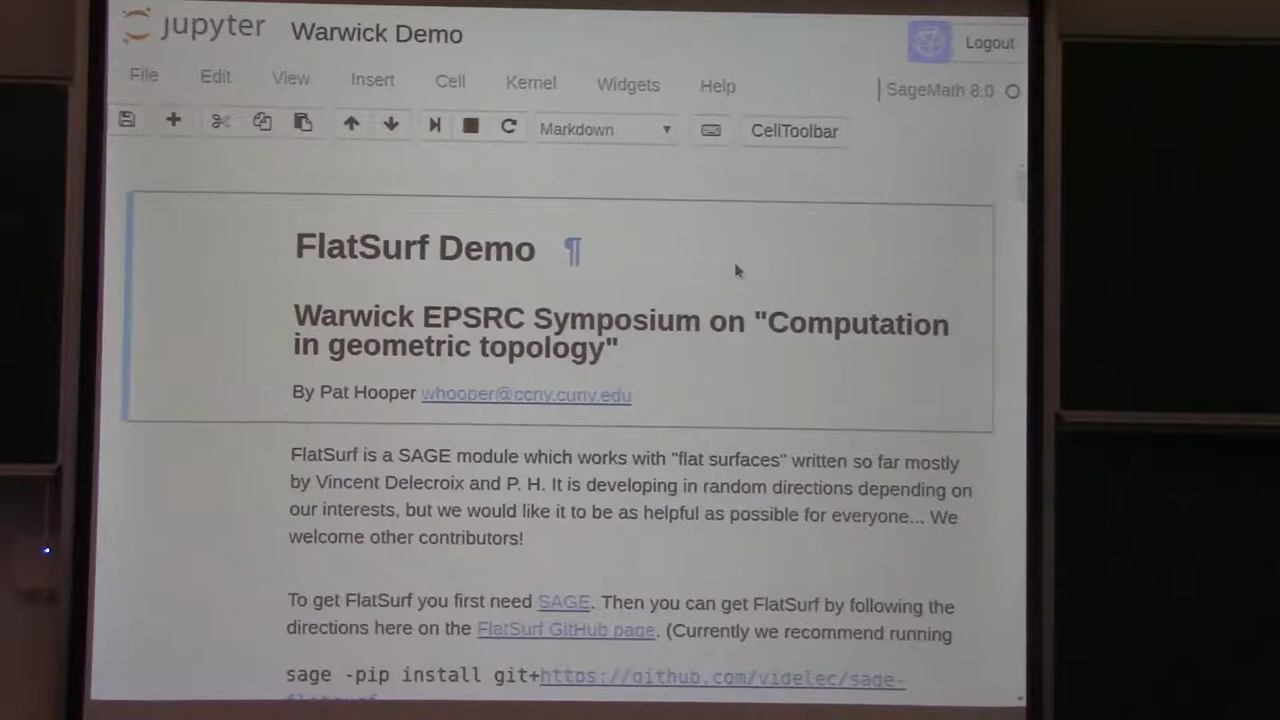 jupyter Warwick Demo Logout
File Edit View Insert Cell Kernel Widgets Help SageMath 8.0
Markdown CellToolbar
FlatSurf Demo ¶
Warwick EPSRC Symposium on "Computation
in geometric topology"
By Pat Hooper whooper@ccny.cuny.edu
FlatSurf is a SAGE module which works with "flat surfaces" written so far mostly
by Vincent Delecroix and P. H. It is developing in random directions depending on
our interests, but we would like it to be as helpful as possible for everyone... We
welcome other contributors!
To get FlatSurf you first need SAGE. Then you can get FlatSurf by following the
directions here on the FlatSurf GitHub page. (Currently we recommend running
sage -pip install git+https://github.com/videlec/sage-